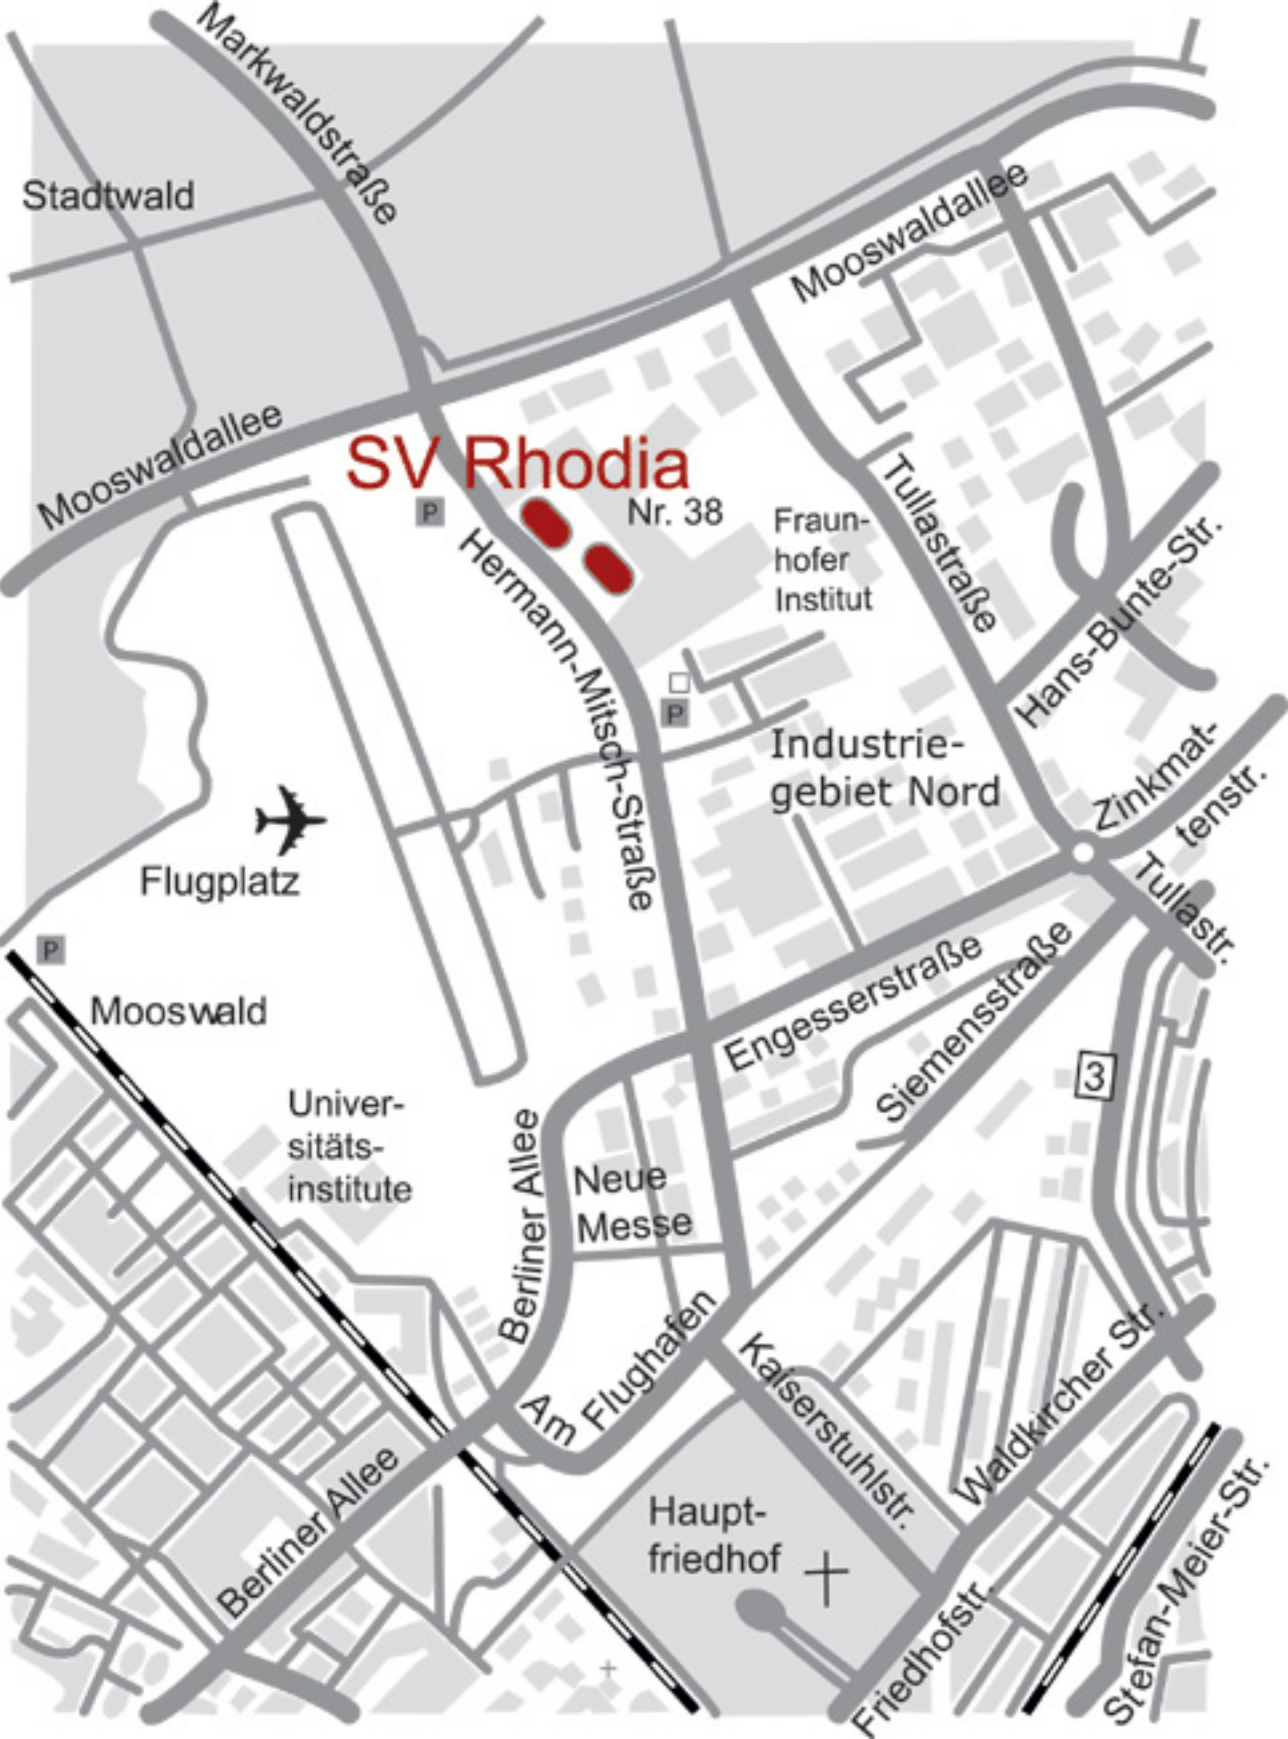 Markwaldstraße
Stadtwald
Mooswaldallee
Mooswaldallee
SV Rhodia
P
Nr. 38
Fraun-
hofer
Institut
Tullastraße
Hans-Bunte-Str.
Hermann-Mitsch-Straße
P
Industrie-
gebiet Nord
Zinkmat-
tenstr.
Flugplatz
Tullastr.
P
Mooswald
Engesserstraße
Siemensstraße
3
Univer-
sitäts-
institute
Berliner Allee
Neue
Messe
Am
Flughafen
Kaiserstuhlstr.
Waldkircher Str.
Berliner Allee
Haupt-
friedhof
Friedhofstr.
Stefan-Meier-Str.